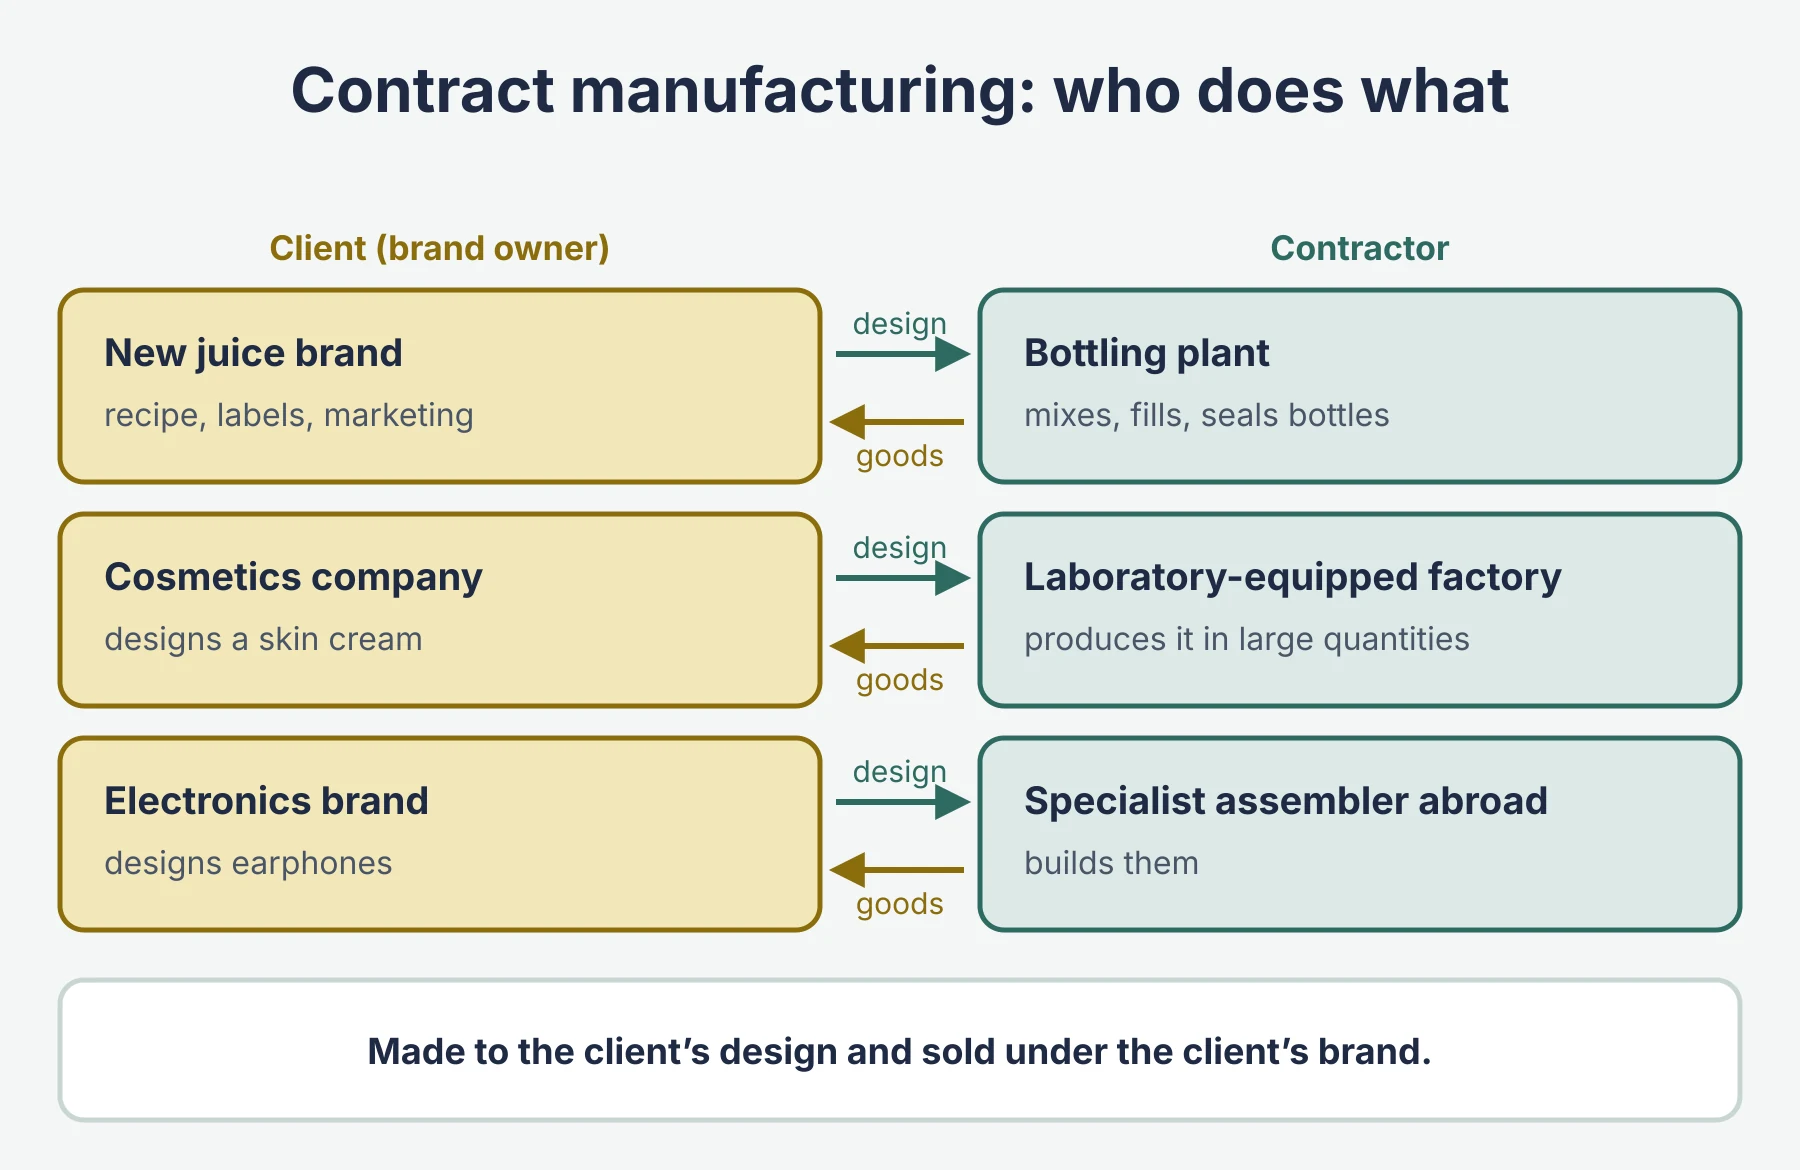 Contract manufacturing: who does what
Client (brand owner)
Contractor
New juice brand
recipe, labels, marketing
design
goods
Bottling plant
mixes, fills, seals bottles
Cosmetics company
designs a skin cream
design
goods
Laboratory-equipped factory
produces it in large quantities
Electronics brand
designs earphones
design
goods
Specialist assembler abroad
builds them
Made to the client’s design and sold under the client’s brand.